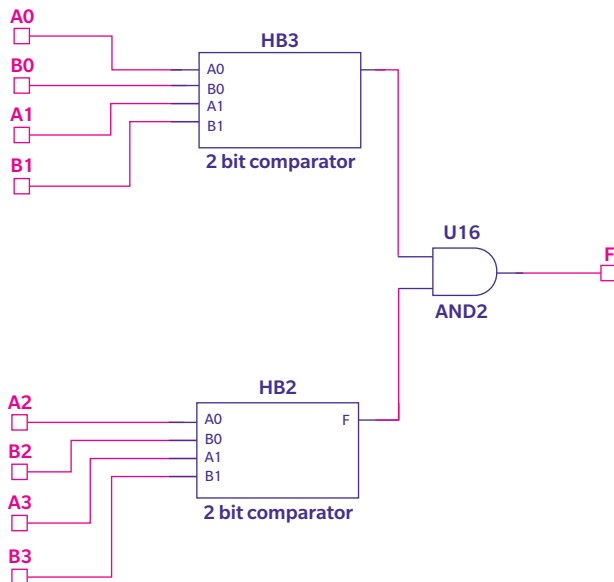 A0
B0
A1
B1
HB3
A0
B0
A1
B1
2 bit comparator
U16
AND2
F
A2
B2
A3
B3
HB2
A0
B0
A1
B1
F
2 bit comparator